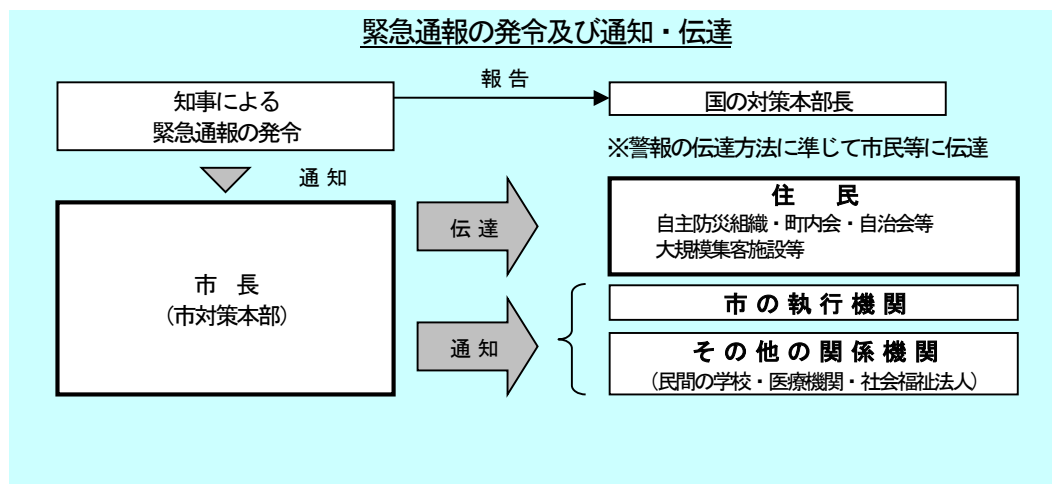 緊急通報の発令及び通知・伝達
報 告
知事による
緊急通報の発令
国の対策本部長
※警報の伝達方法に準じて市民等に伝達
通 知
住　民
自主防災組織・町内会・自治会等
大規模集客施設等
伝 達
市　長
（市対策本部）
市 の 執 行 機 関
通 知
そ の 他 の 関 係 機 関
（民間の学校・医療機関・社会福祉法人）